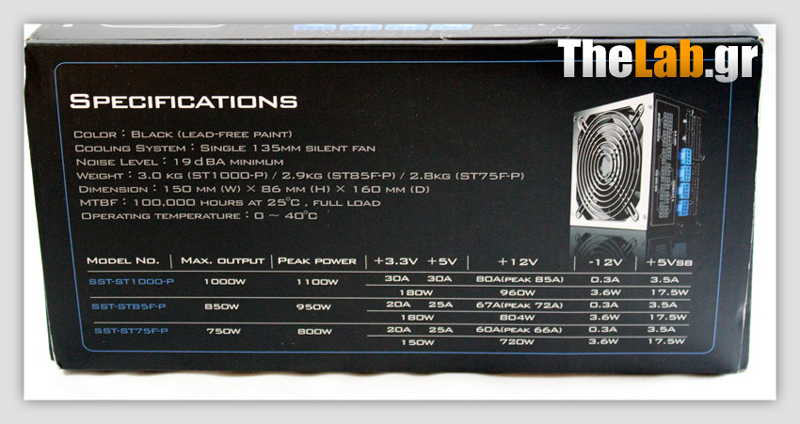 TheLab.gr
Specifications
Color : Black (lead-free paint)
Cooling System : Single 135mm silent fan
Noise Level : 19dBA minimum
Weight : 3.0 kg (ST1000-P) / 2.9kg (ST85F-P) / 2.8kg (ST75F-P)
Dimension : 150 mm (W) × 86 mm (H) × 160 mm (D)
MTBF : 100,000 hours at 25°C , full load
Operating temperature : 0 ~ 40°C
Model No. Max. output Peak power +3.3V +5V +12V -12V +5Vsb
SST-ST1000-P 1000W 1100W 30A 30A 80A(peak 85A) 0.3A 3.5A
180W 960W 3.6W 17.5W
SST-ST85F-P 850W 950W 20A 25A 67A(peak 72A) 0.3A 3.5A
180W 804W 3.6W 17.5W
SST-ST75F-P 750W 800W 20A 25A 60A(peak 66A) 0.3A 3.5A
150W 720W 3.6W 17.5W